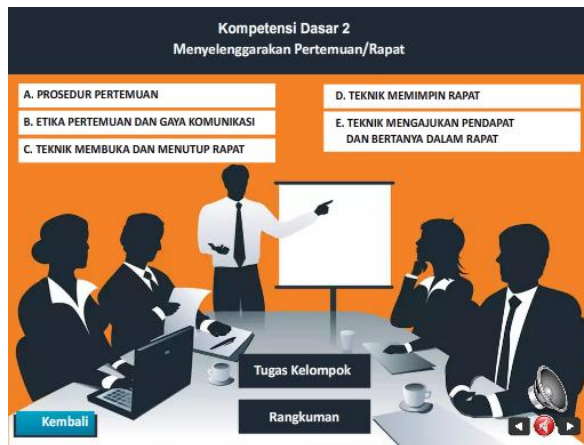 Kompetensi Dasar 2
Menyelenggarakan Pertemuan/Rapat
A. PROSEDUR PERTEMUAN
B. ETIKA PERTEMUAN DAN GAYA KOMUNIKASI
C. TEKNIK MEMBUKA DAN MENUTUP RAPAT
D. TEKNIK MEMIMPIN RAPAT
E. TEKNIK MENGAJUKAN PENDAPAT
DAN BERTANYA DALAM RAPAT
Tugas Kelompok
Rangkuman
Kembali